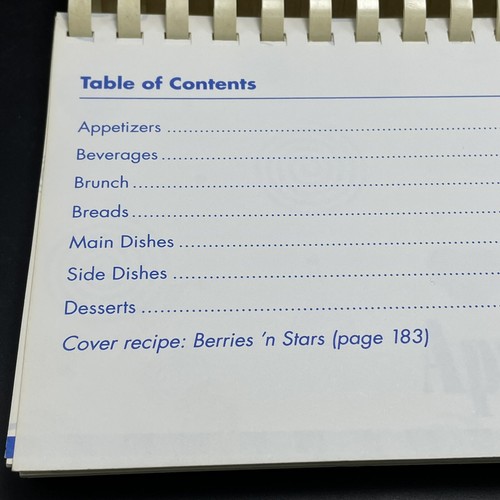 Table of Contents
Appetizers ........................................................
Beverages ........................................................
Brunch .............................................................
Breads .............................................................
Main Dishes .....................................................
Side Dishes ......................................................
Desserts ...........................................................
Cover recipe: Berries ’n Stars (page 183)